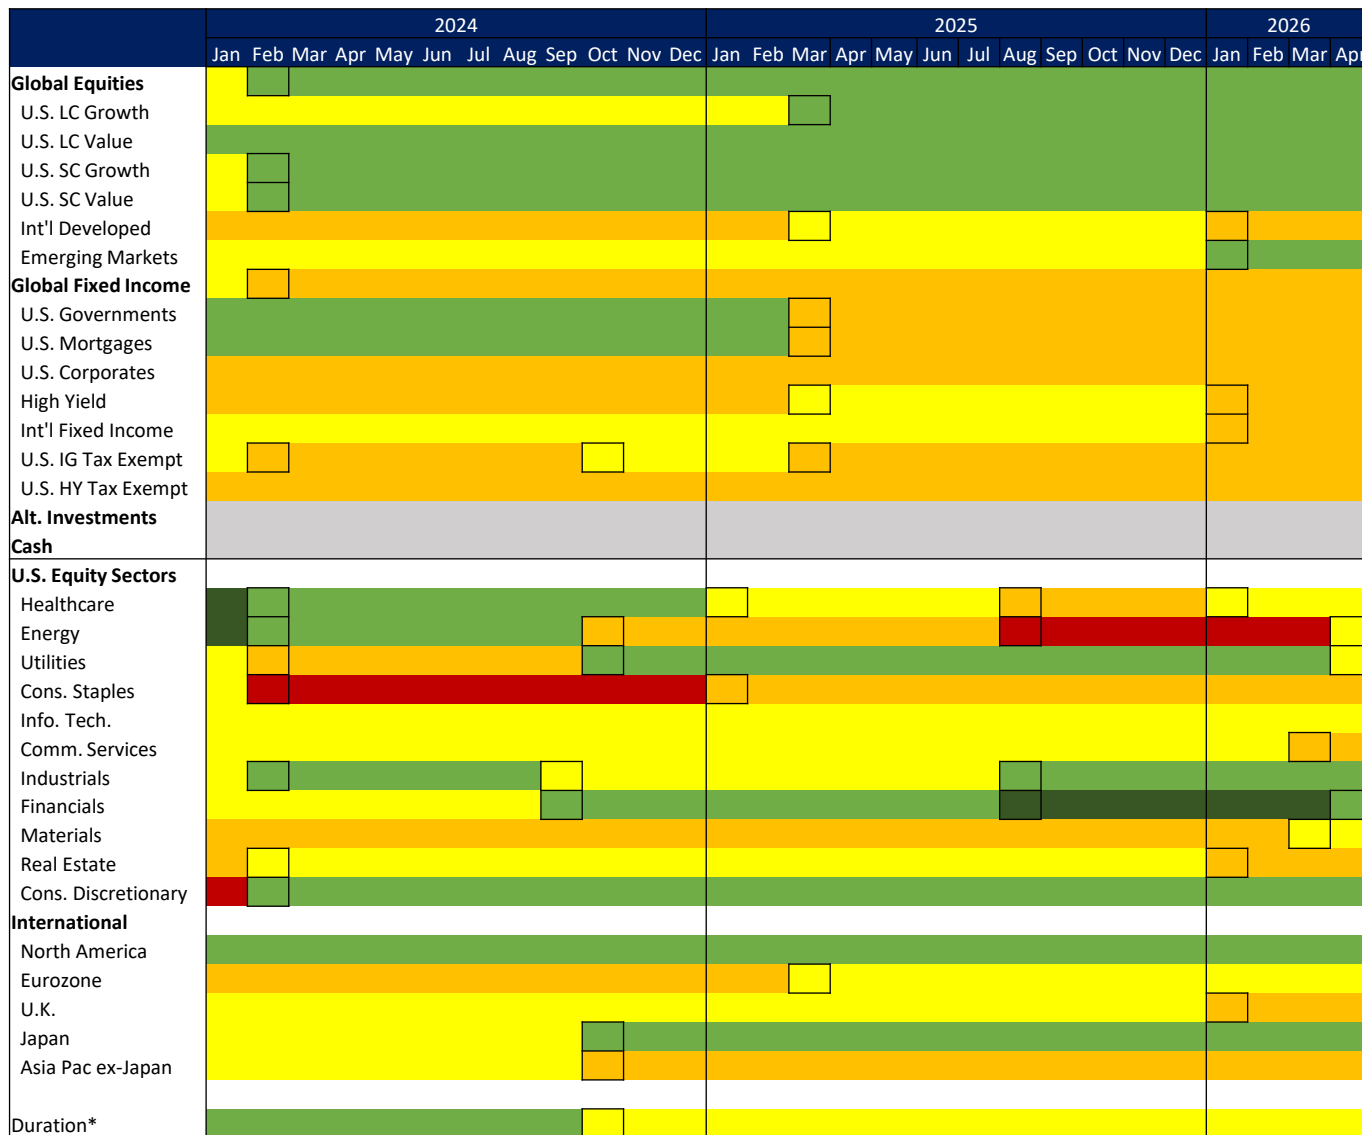 2024 2025 2026
Jan Feb Mar Apr May Jun Jul Aug Sep Oct Nov Dec Jan Feb Mar Apr May Jun Jul Aug Sep Oct Nov Dec Jan Feb Mar Apr
Global Equities
U.S. LC Growth
U.S. LC Value
U.S. SC Growth
U.S. SC Value
Int'l Developed
Emerging Markets
Global Fixed Income
U.S. Governments
U.S. Mortgages
U.S. Corporates
High Yield
Int'l Fixed Income
U.S. IG Tax Exempt
U.S. HY Tax Exempt
Alt. Investments
Cash
U.S. Equity Sectors
Healthcare
Energy
Utilities
Cons. Staples
Info. Tech.
Comm. Services
Industrials
Financials
Materials
Real Estate
Cons. Discretionary
International
North America
Eurozone
U.K.
Japan
Asia Pac ex-Japan
Duration*